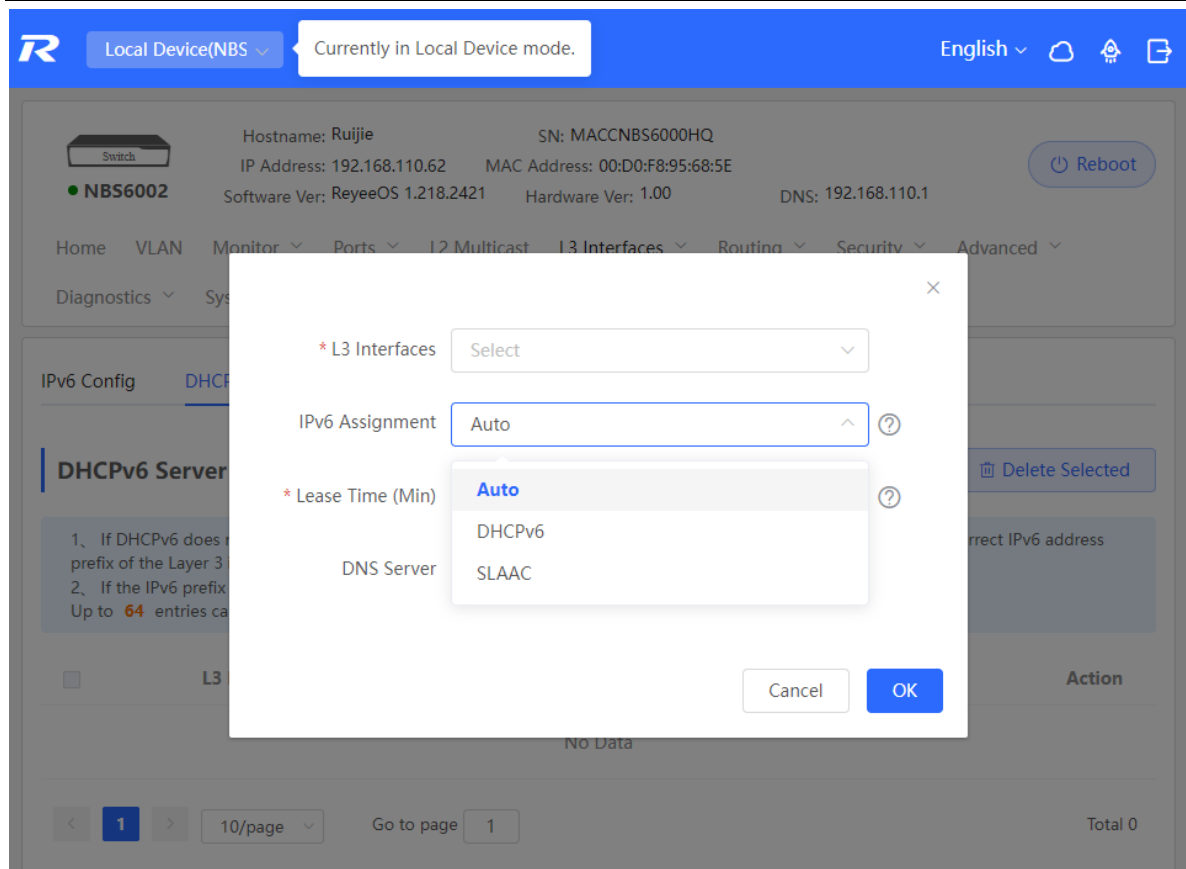 Local Device(NBS
Currently in Local Device mode.
English
Switch
NBS6002
Hostname: Ruijie
SN: MACCNBS6000HQ
IP Address: 192.168.110.62
MAC Address: 00:D0:F8:95:68:5E
Software Ver: ReyeeOS 1.218.2421
Hardware Ver: 1.00
DNS: 192.168.110.1
Reboot
Home VLAN Monitor Ports L2 Multicast L3 Interfaces Routing Security Advanced
Diagnostics Sys
* L3 Interfaces Select
IPv6 Config DHCP
IPv6 Assignment Auto
DHCPv6 Server
Delete Selected
* Lease Time (Min)
Auto
DHCPv6
SLAAC
DNS Server
1、 If DHCPv6 does
rrect IPv6 address
prefix of the Layer 3
2、 If the IPv6 prefix
Up to 64 entries ca
Cancel OK
L3
Action
No Data
1 10/page Go to page 1 Total 0